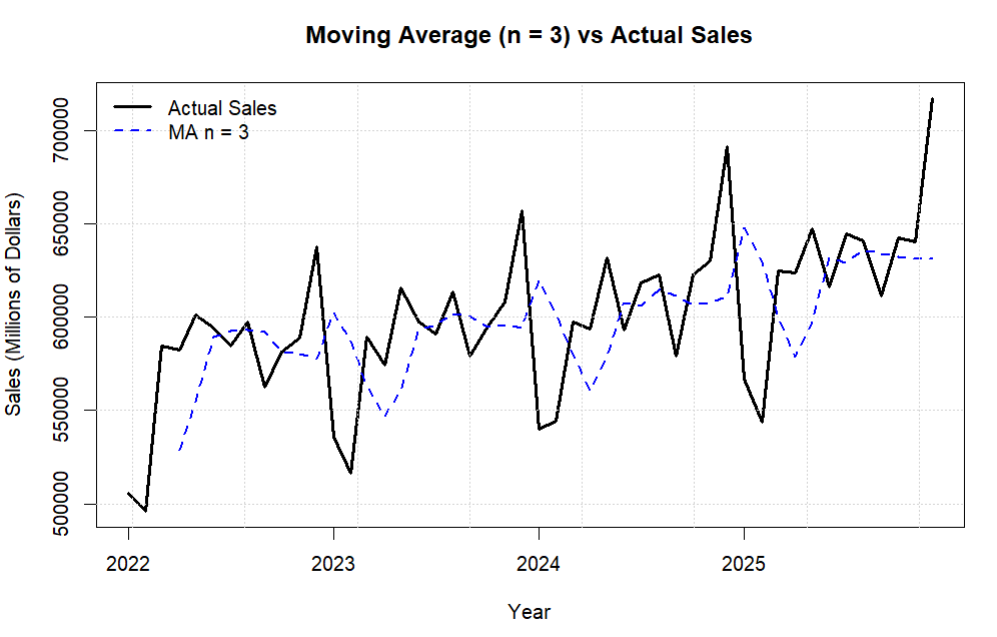 Moving Average (n = 3) vs Actual Sales
Actual Sales
MA n = 3
Sales (Millions of Dollars)
700000
650000
600000
550000
500000
2022 2023 2024 2025
Year